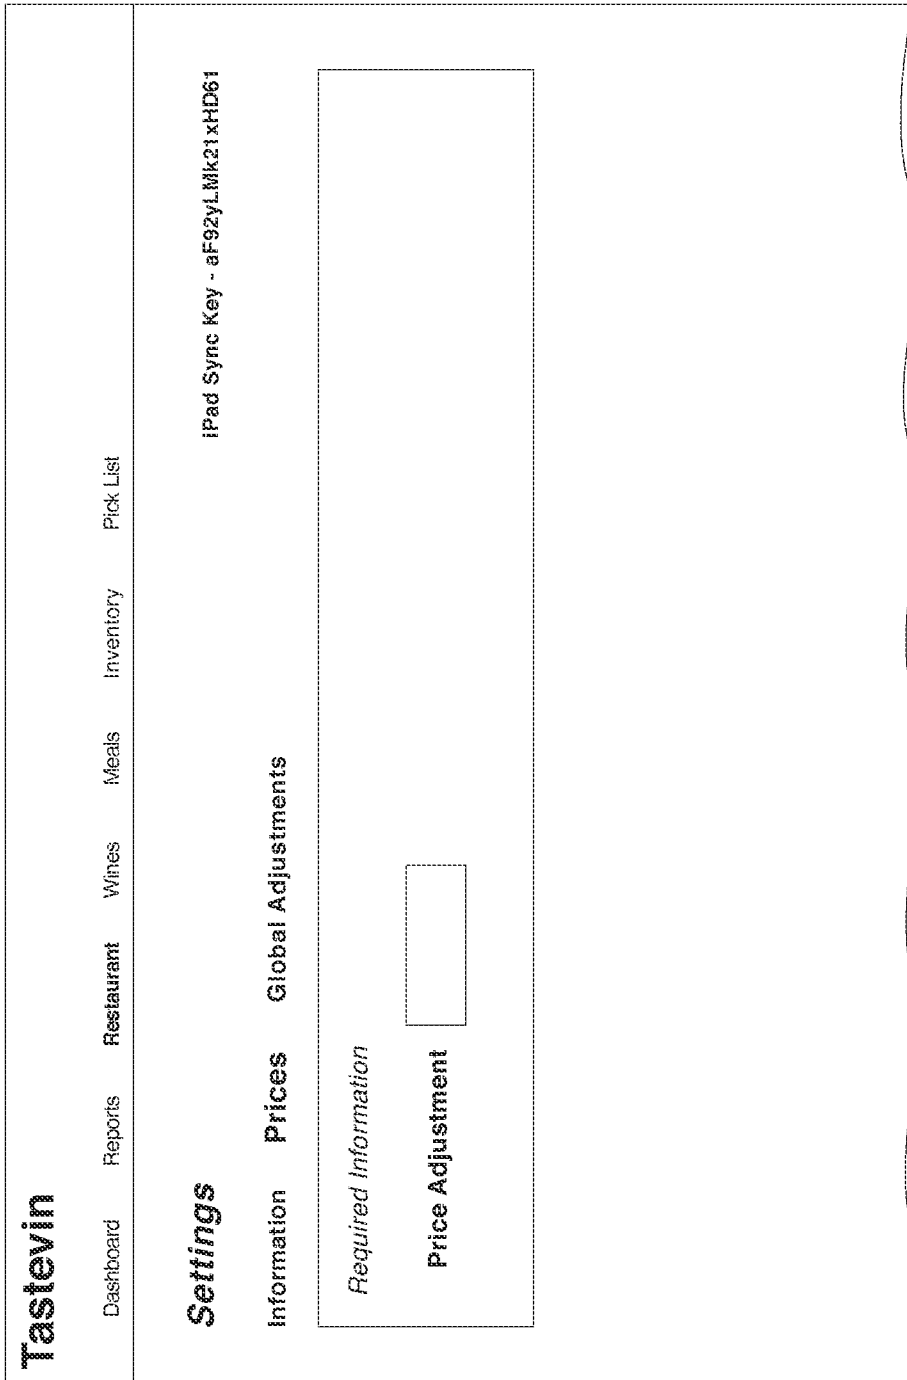 Tastevin
Dashboard Reports Restaurant Wines Meals Inventory Pick List
Settings iPad Sync Key - aF92yLMk21xHD61
Information Prices Global Adjustments
Required Information
Price Adjustment